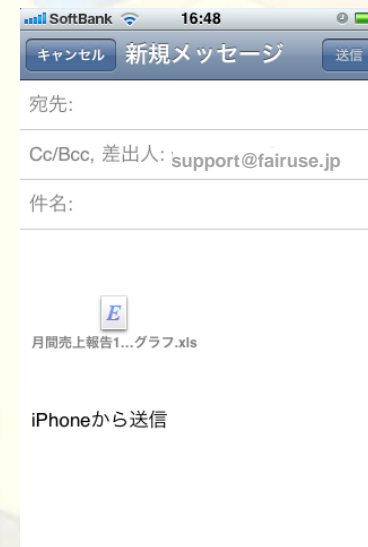 SoftBank 16:48
キャンセル 新規メッセージ 送信
宛先:
Cc/Bcc, 差出人: support@fairuse.jp
件名:
E
月間売上報告1...グラフ.xls
iPhoneから送信